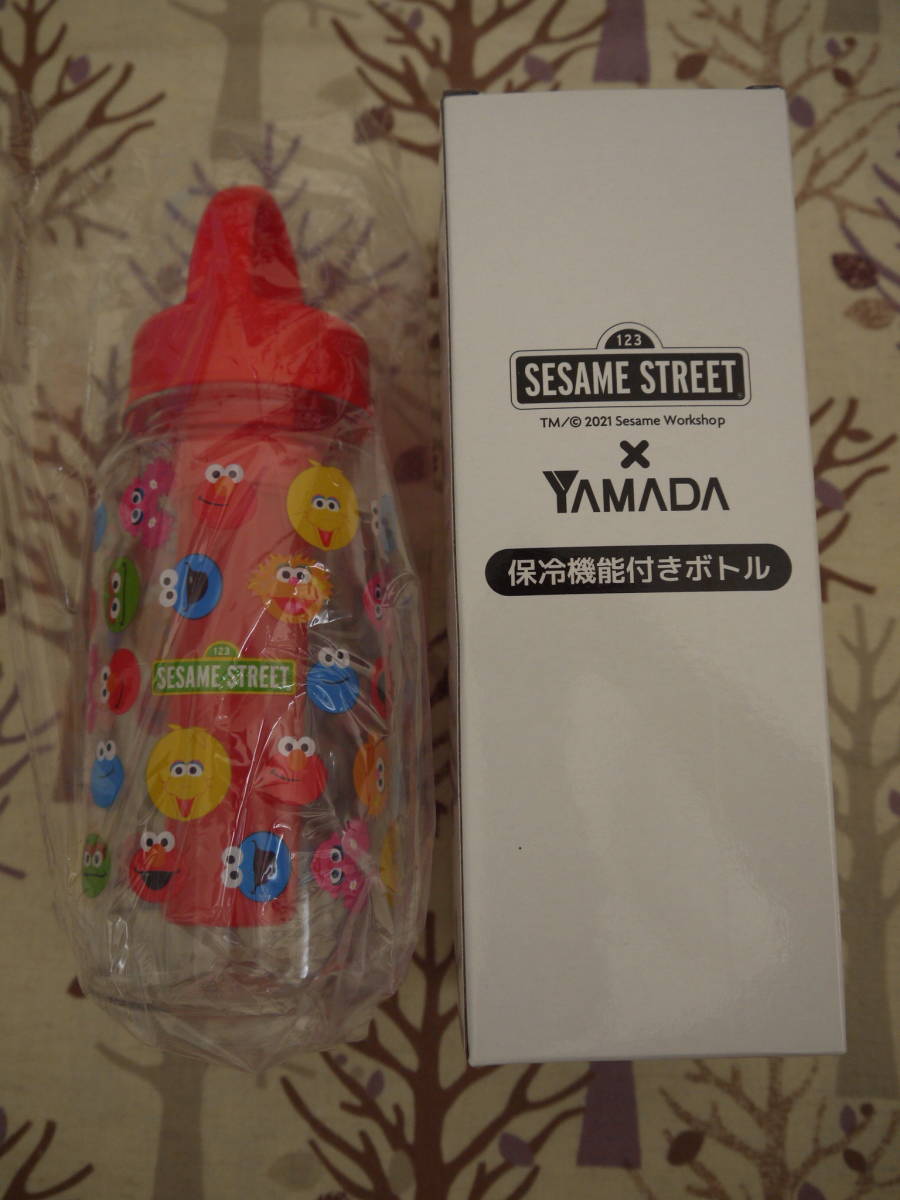 123
SESAME STREET
123
SESAME STREET
TM/© 2021 Sesame Workshop
×
YAMADA
保冷機能付きボトル